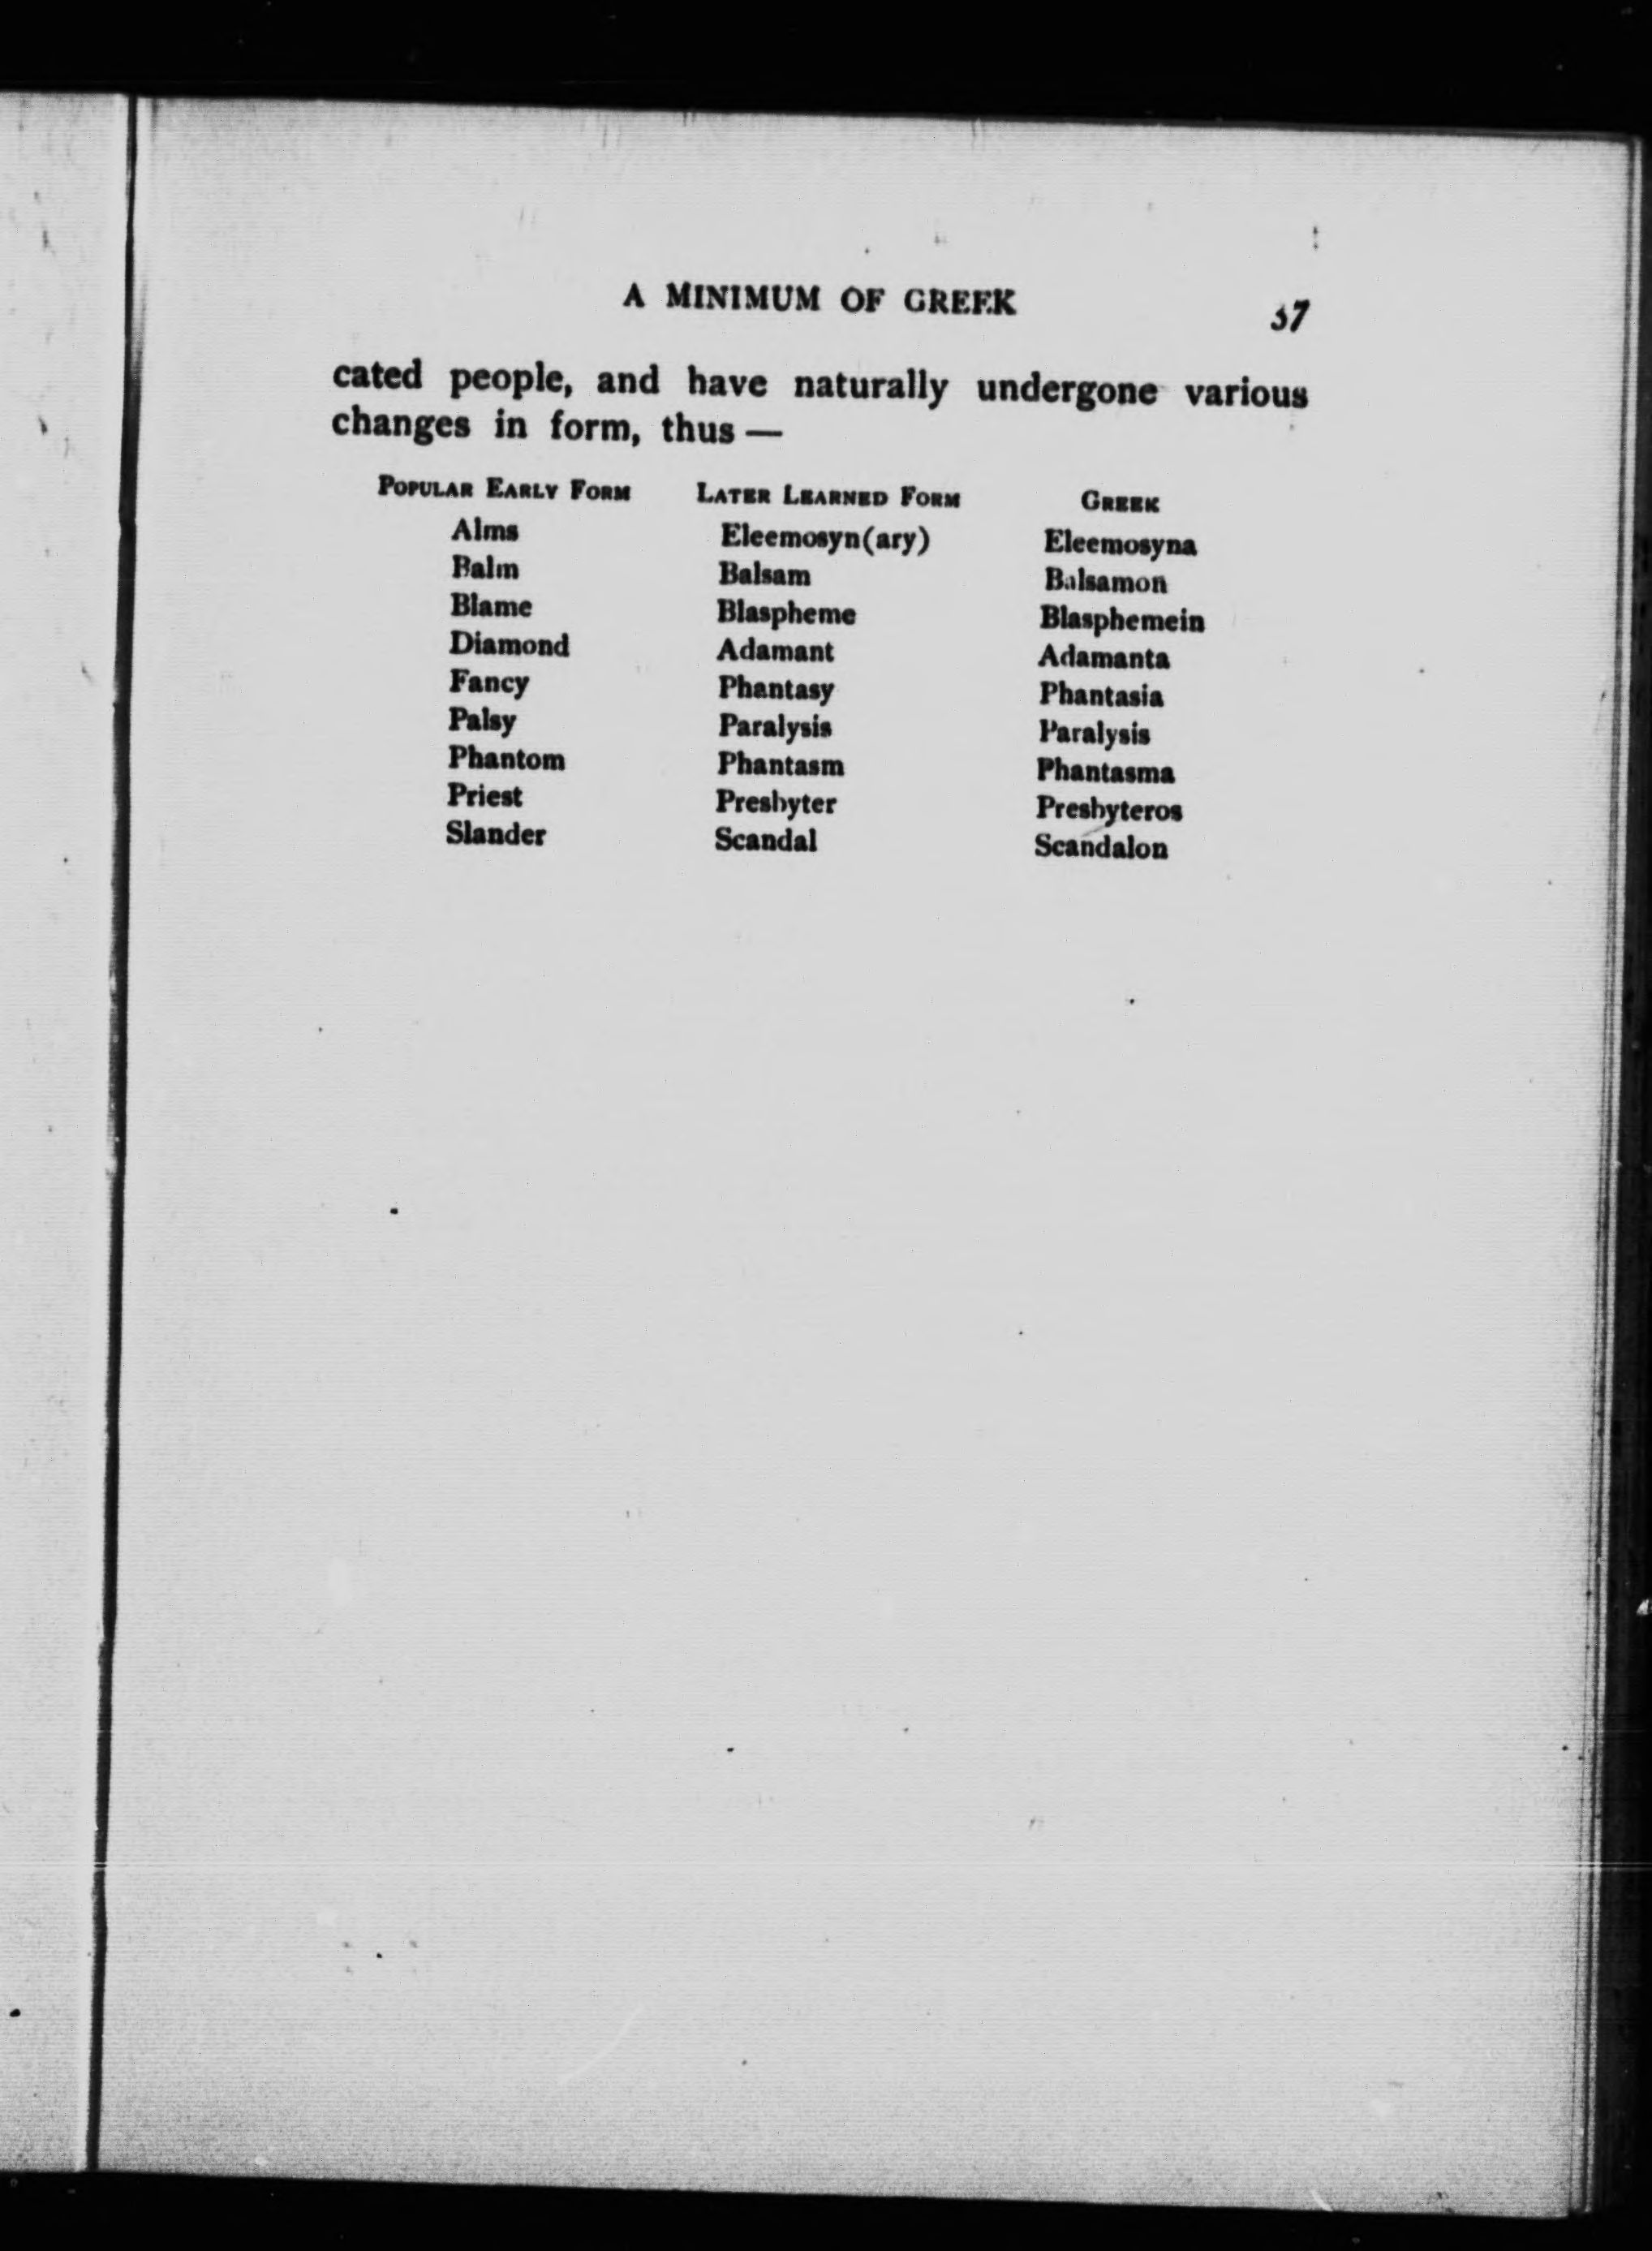 A MINIMUM OF GREEK 37
cated people, and have naturally undergone various
changes in form, thus —
POPULAR EARLY FORM LATER LEARNED FORM GREEK
Alms Eleemosyn(ary) Eleemosyna
Balm Balsam Balsamon
Blame Blaspheme Blasphemein
Diamond Adamant Adamanta
Fancy Phantasy Phantasia
Palsy Paralysis Paralysis
Phantom Phantasm Phantasma
Priest Presbyter Presbyteros
Slander Scandal Scandalon